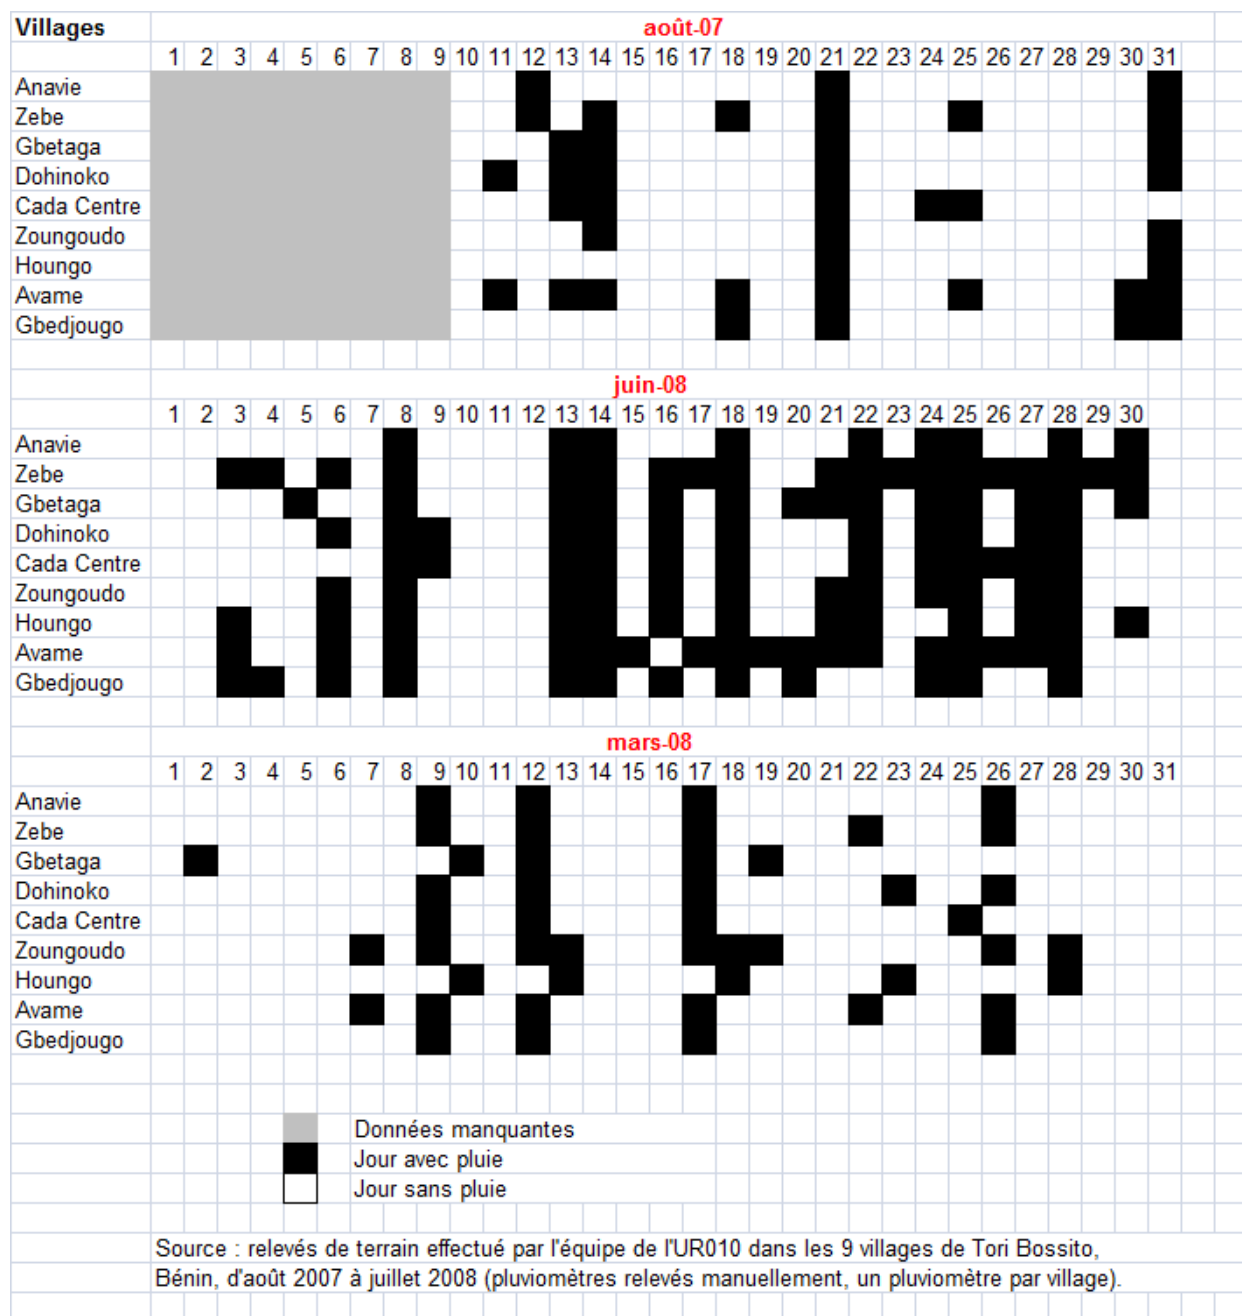 Villages août-07
1 2 3 4 5 6 7 8 9 10 11 12 13 14 15 16 17 18 19 20 21 22 23 24 25 26 27 28 29 30 31
Anavie
Zebe
Gbetaga
Dohinoko
Cada Centre
Zoungoudo
Houngo
Avame
Gbedjougo
juin-08
1 2 3 4 5 6 7 8 9 10 11 12 13 14 15 16 17 18 19 20 21 22 23 24 25 26 27 28 29 30
Anavie
Zebe
Gbetaga
Dohinoko
Cada Centre
Zoungoudo
Houngo
Avame
Gbedjougo
mars-08
1 2 3 4 5 6 7 8 9 10 11 12 13 14 15 16 17 18 19 20 21 22 23 24 25 26 27 28 29 30 31
Anavie
Zebe
Gbetaga
Dohinoko
Cada Centre
Zoungoudo
Houngo
Avame
Gbedjougo
Données manquantes
Jour avec pluie
Jour sans pluie
Source : relevés de terrain effectué par l'équipe de l'UR010 dans les 9 villages de Tori Bossito,
Bénin, d'août 2007 à juillet 2008 (pluviomètres relevés manuellement, un pluviomètre par village).